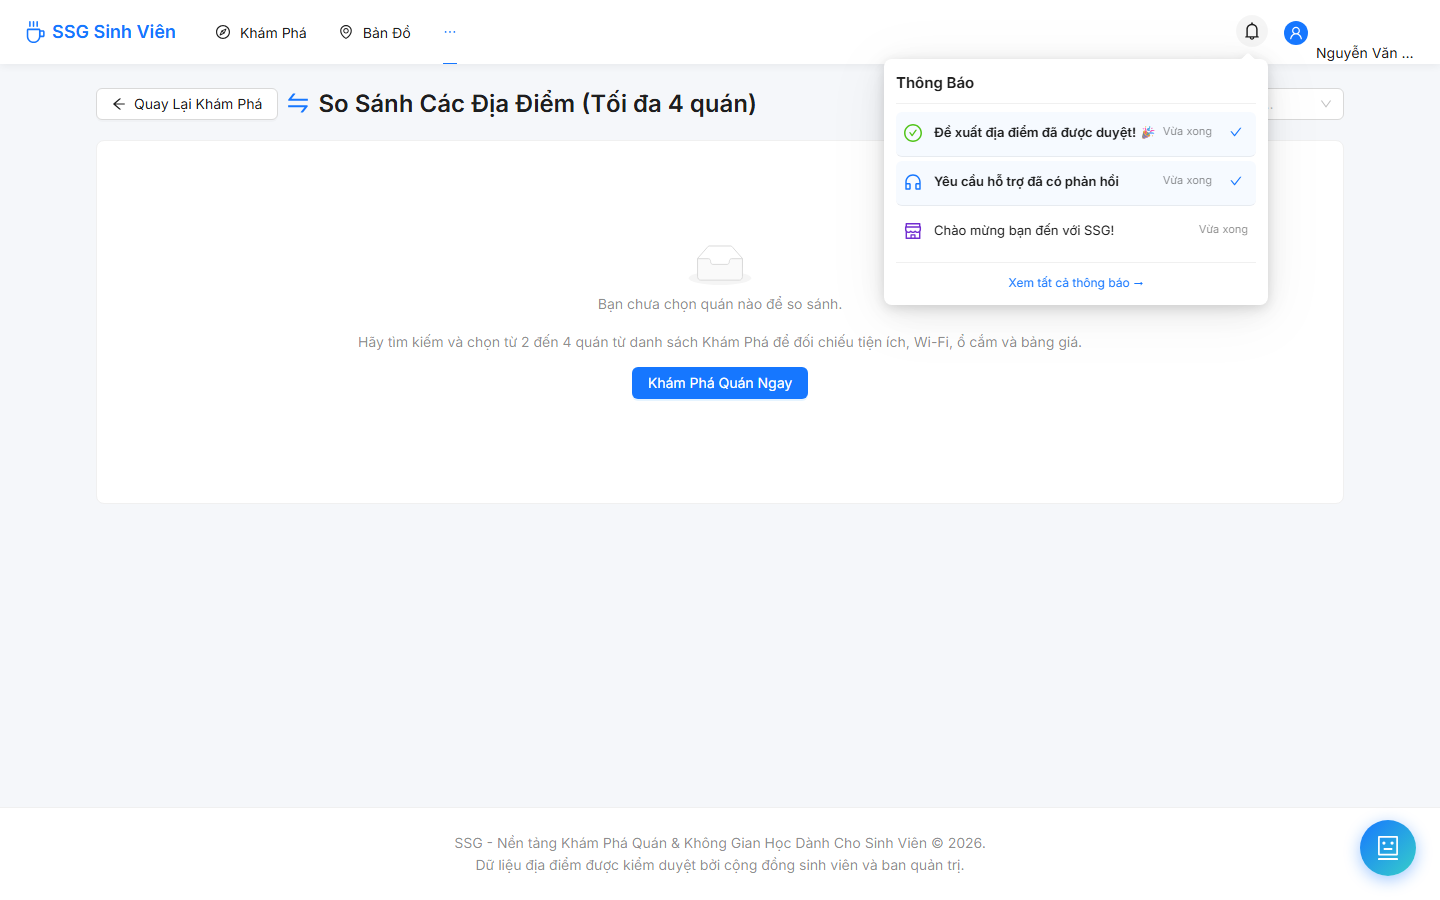 SSG Sinh Viên
Khám Phá
Bản Đồ
...
Nguyễn Văn ...
Quay Lại Khám Phá
So Sánh Các Địa Điểm (Tối đa 4 quán)
Thông Báo
Đề xuất địa điểm đã được duyệt! 🎉 Vừa xong
Yêu cầu hỗ trợ đã có phản hồi Vừa xong
Chào mừng bạn đến với SSG! Vừa xong
Xem tất cả thông báo →
Bạn chưa chọn quán nào để so sánh.
Hãy tìm kiếm và chọn từ 2 đến 4 quán từ danh sách Khám Phá để đối chiếu tiện ích, Wi-Fi, ổ cắm và bảng giá.
Khám Phá Quán Ngay
SSG - Nền tảng Khám Phá Quán & Không Gian Học Dành Cho Sinh Viên © 2026.
Dữ liệu địa điểm được kiểm duyệt bởi cộng đồng sinh viên và ban quản trị.